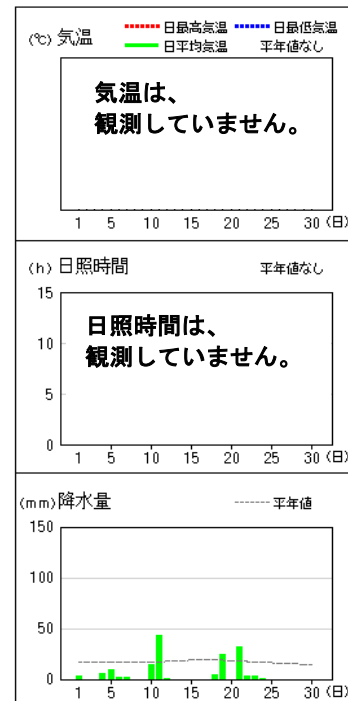 (℃) 気温 日最高気温 日最低気温
日平均気温 平年値なし
気温は、
観測していません。
1 5 10 15 20 25 30 (日)
(h) 日照時間 平年値なし
15
日照時間は、
10
観測していません。
5
0
1 5 10 15 20 25 30 (日)
(mm) 降水量 平年値
150
100
50
0
1 5 10 15 20 25 30 (日)